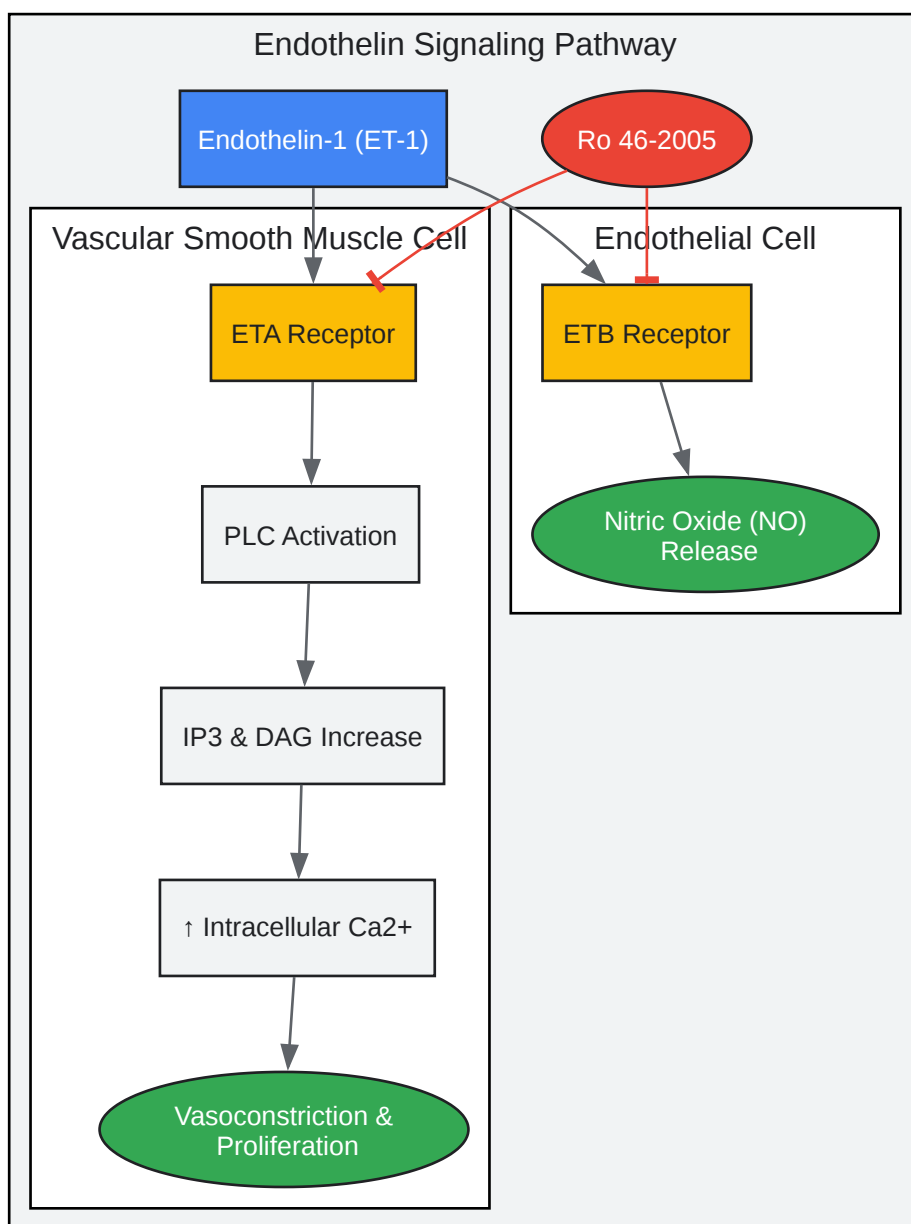 Endothelin Signaling Pathway
Endothelin-1 (ET-1)
Ro 46-2005
Vascular Smooth Muscle Cell
Endothelial Cell
ETA Receptor
ETB Receptor
PLC Activation
Nitric Oxide (NO)
Release
IP3 & DAG Increase
↑ Intracellular Ca2+
Vasoconstriction &
Proliferation